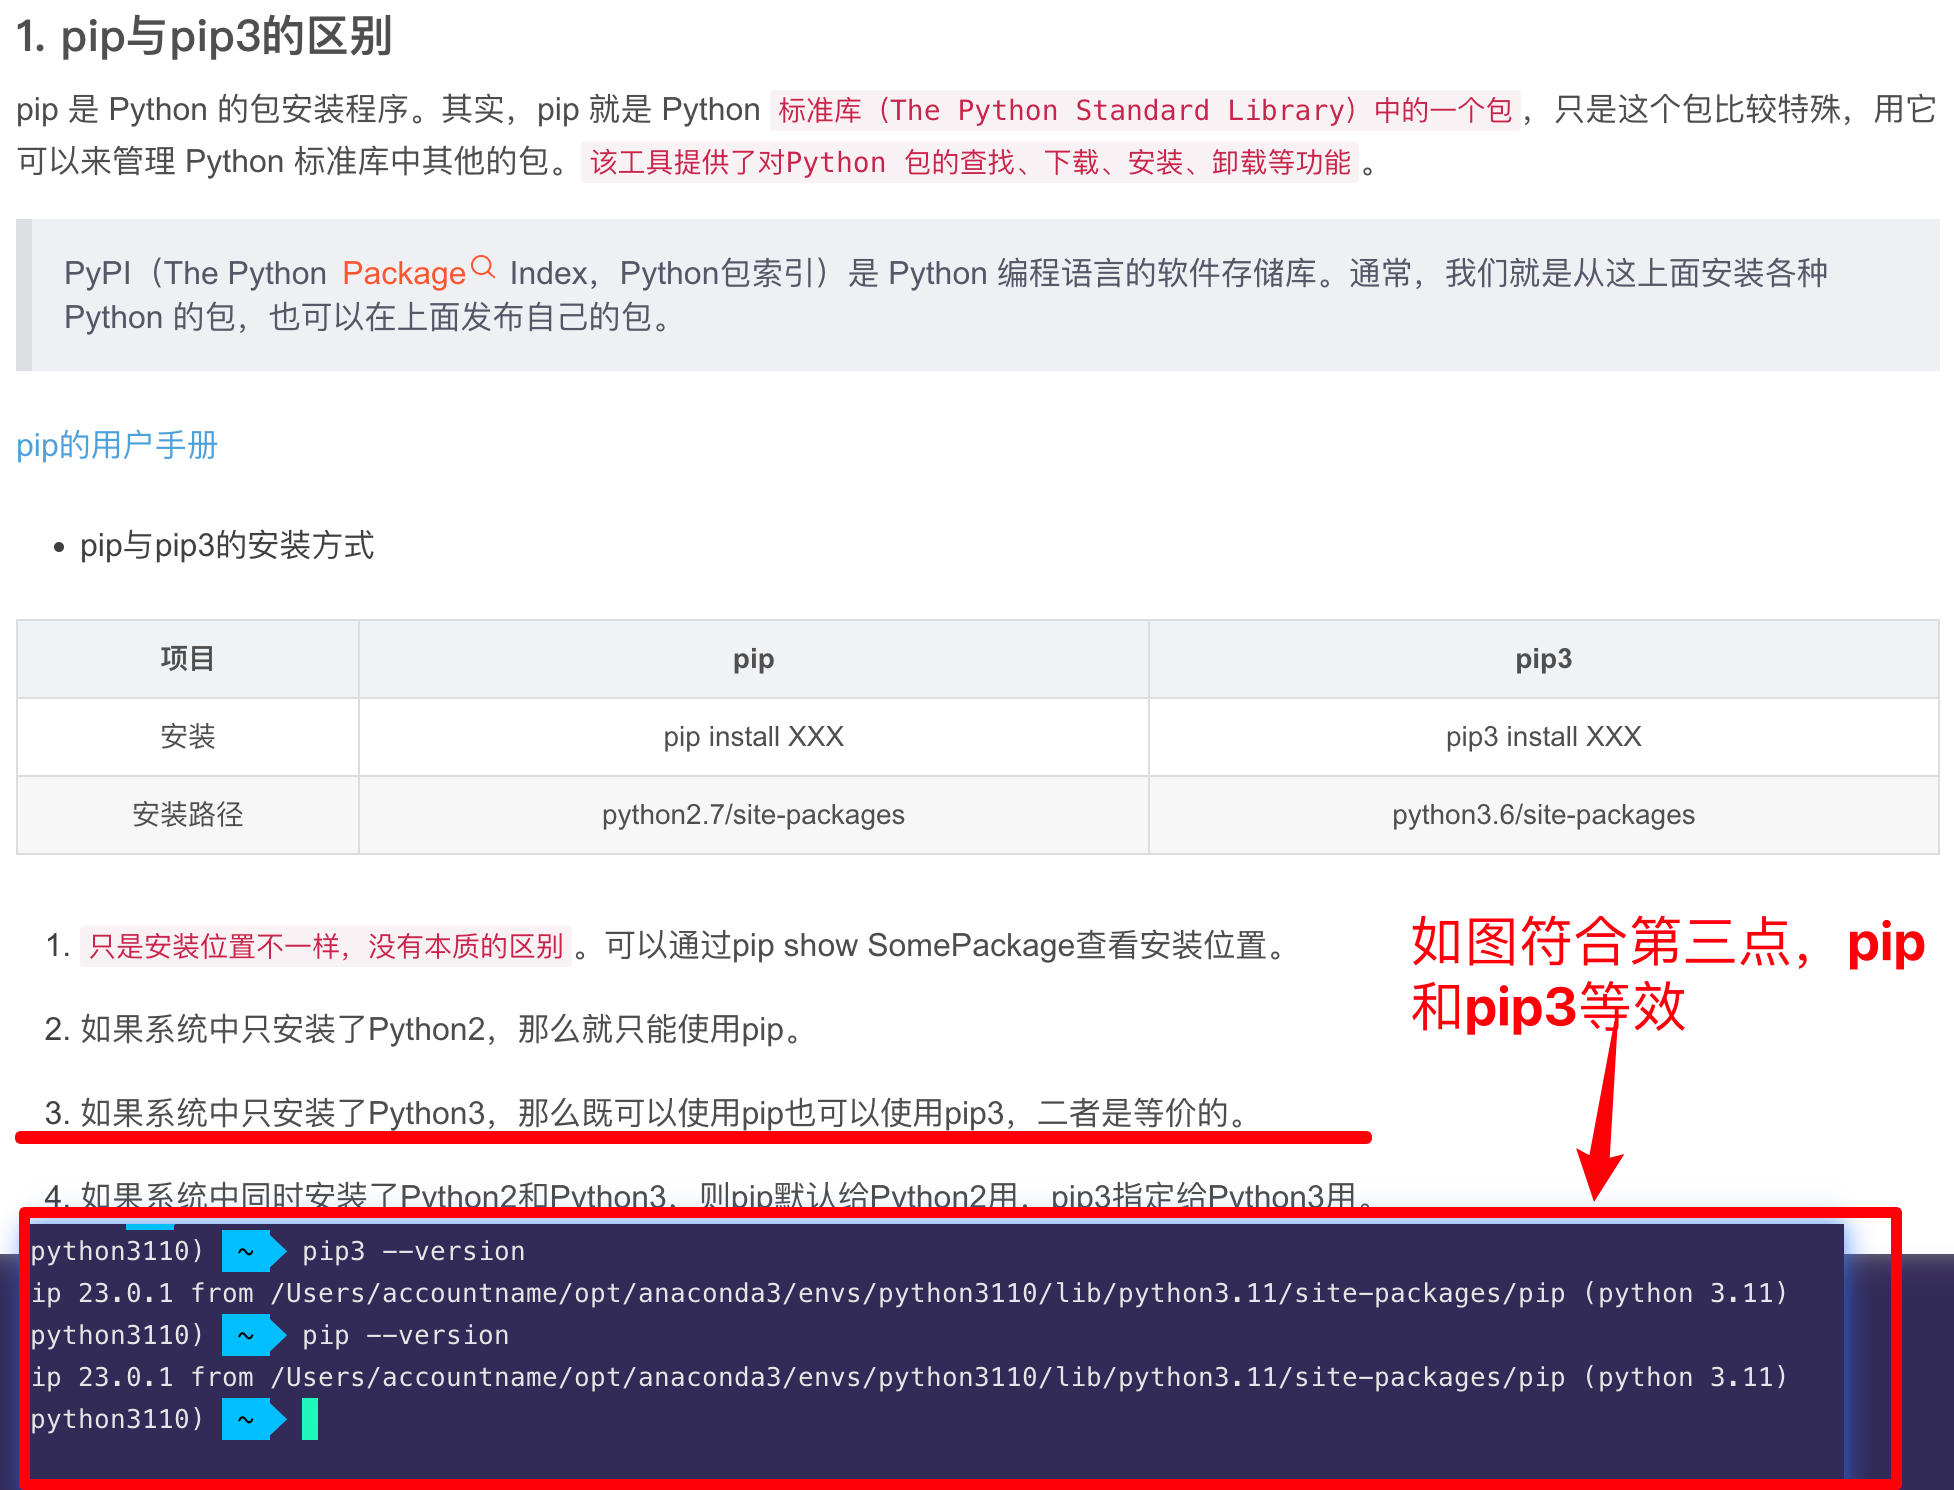 1. pip与pip3的区别
pip 是 Python 的包安装程序。其实，pip 就是 Python 标准库（The Python Standard Library）中的一个包，只是这个包比较特殊，用它
可以来管理 Python 标准库中其他的包。该工具提供了对Python 包的查找、下载、安装、卸载等功能。
PyPI（The Python Package Index，Python包索引）是 Python 编程语言的软件存储库。通常，我们就是从这上面安装各种
Python 的包，也可以在上面发布自己的包。
pip的用户手册
• pip与pip3的安装方式
项目 pip pip3
安装 pip install XXX pip3 install XXX
安装路径 python2.7/site-packages python3.6/site-packages
1. 只是安装位置不一样，没有本质的区别。可以通过pip show SomePackage查看安装位置。
如图符合第三点，pip
和pip3等效
2. 如果系统中只安装了Python2，那么就只能使用pip。
3. 如果系统中只安装了Python3，那么既可以使用pip也可以使用pip3，二者是等价的。
4. 如果系统中同时安装了Python2和Python3，则pip默认给Python2用，pip3指定给Python3用。
python3110) ~ pip3 --version
ip 23.0.1 from /Users/accountname/opt/anaconda3/envs/python3110/lib/python3.11/site-packages/pip (python 3.11)
python3110) ~ pip --version
ip 23.0.1 from /Users/accountname/opt/anaconda3/envs/python3110/lib/python3.11/site-packages/pip (python 3.11)
python3110) ~